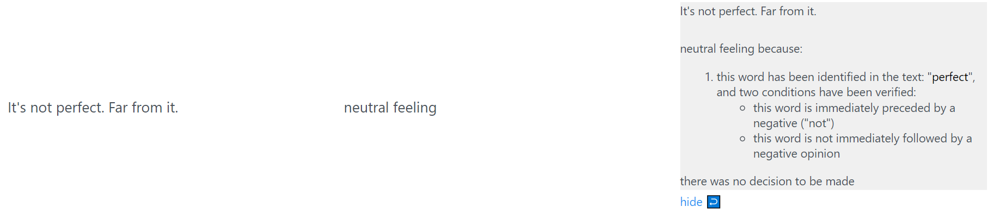 It's not perfect. Far from it.
neutral feeling
It's not perfect. Far from it.
neutral feeling because:
1. this word has been identified in the text: "perfect",
and two conditions have been verified:
○ this word is immediately preceded by a
negative ("not")
○ this word is not immediately followed by a
negative opinion
there was no decision to be made
hide